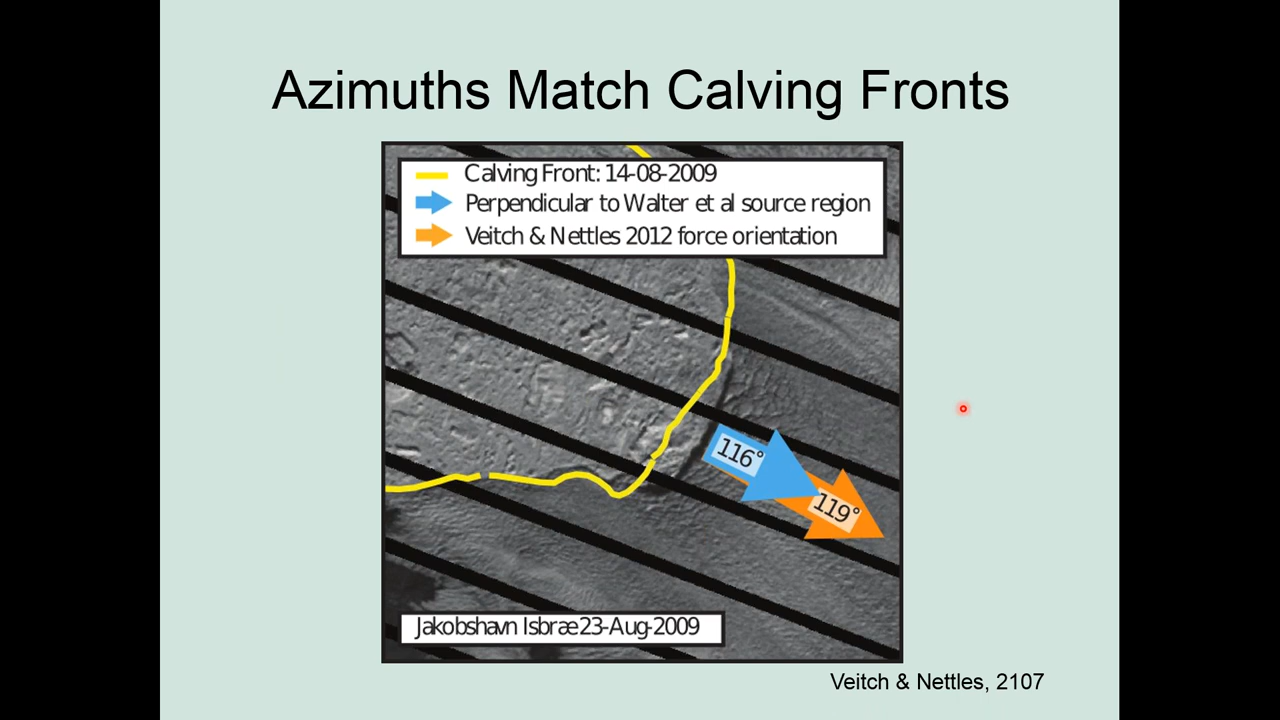 Azimuths Match Calving Fronts
Calving Front: 14-08-2009
Perpendicular to Walter et al source region
Veitch & Nettles 2012 force orientation
116°
119°
Jakobshavn Isbræ23-Aug-2009
Veitch & Nettles, 2107